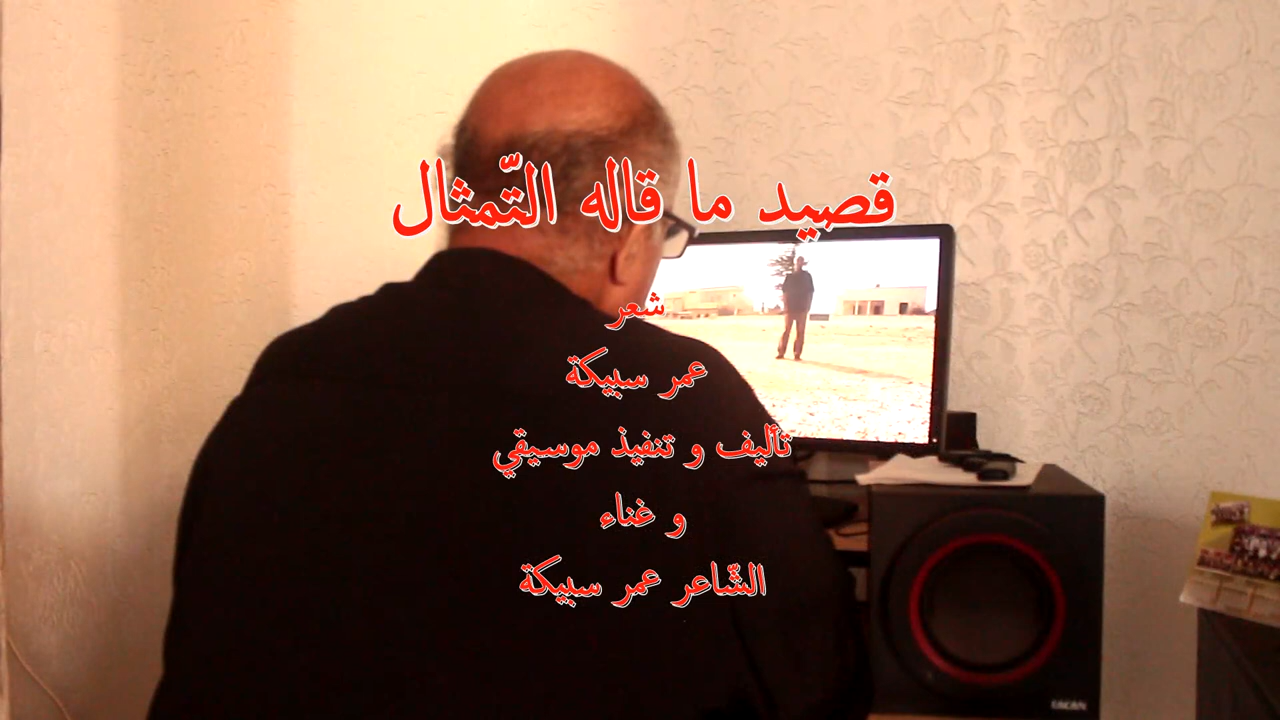 قصيد ما قاله التّمثال
شعر
عمر سبيكة
تأليف و تنفيذ موسيقي
و غناء
الشّاعر عمر سبيكة